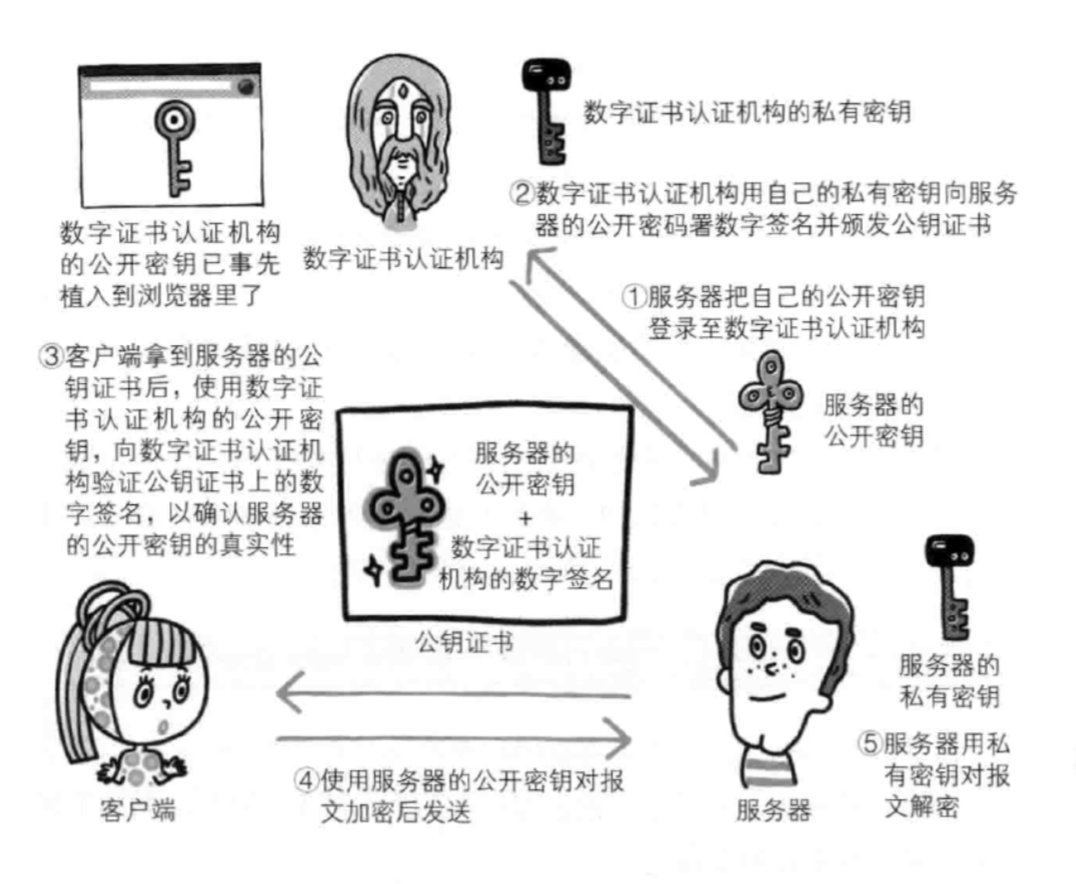 数字证书认证机构的私有密钥
②数字证书认证机构用自己的私有密钥向服务
器的公开密码署数字签名并颁发公钥证书
数字证书认证机构
的公开密钥已事先
植入到浏览器里了
数字证书认证机构
①服务器把自己的公开密钥
登录至数字证书认证机构
服务器的
公开密钥
③客户端拿到服务器的公
钥证书后，使用数字证
书认证机构的公开密
钥，向数字证书认证机
构验证公钥证书上的数
字签名，以确认服务器
的公开密钥的真实性
服务器的
公开密钥
+
数字证书认证
机构的数字签名
公钥证书
服务器的
私有密钥
④使用服务器的公开密钥对报
文加密后发送
⑤服务器用私
有密钥对报
文解密
客户端
服务器